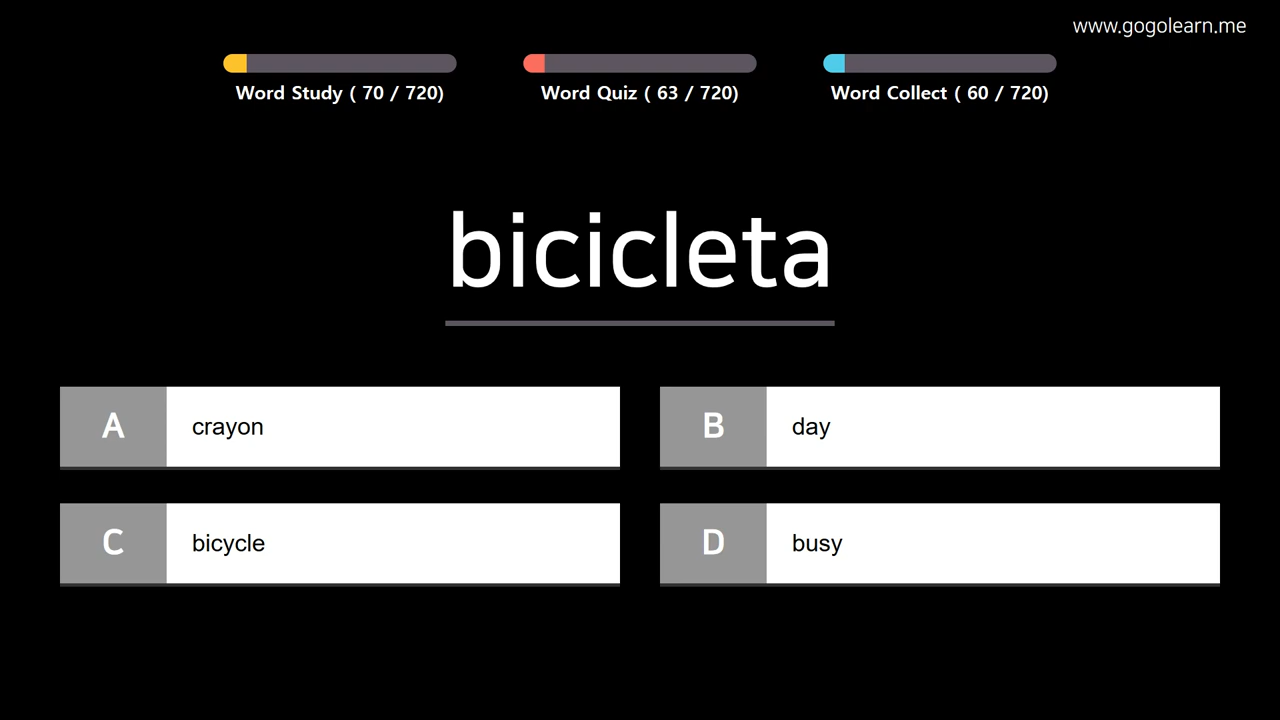 www.gogolearn.me
Word Study ( 70 / 720)
Word Quiz ( 63 / 720)
Word Collect ( 60 / 720)
bicicleta
A crayon
B day
C bicycle
D busy